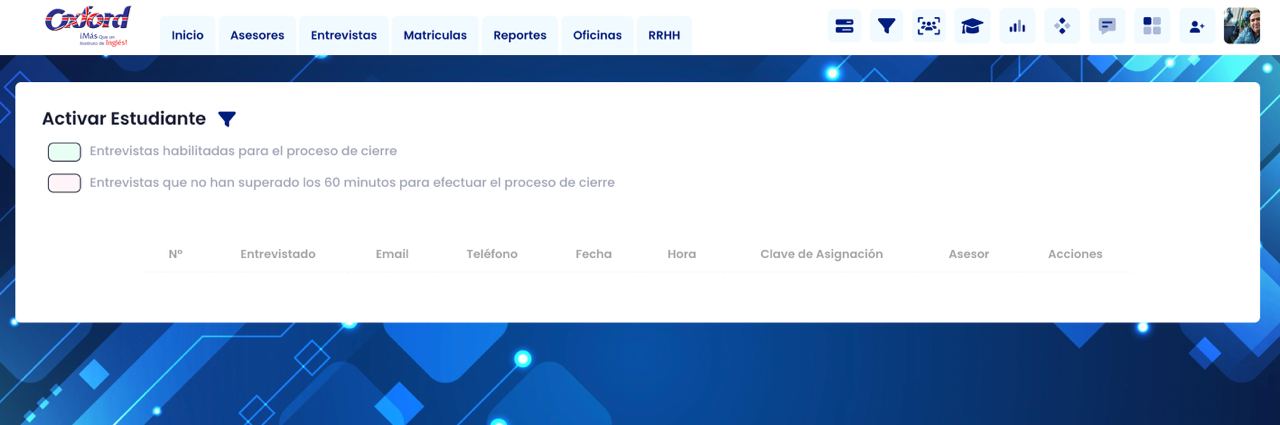 Oxford
¡Más Que un
Instituto de Inglés!
Inicio
Asesores
Entrevistas
Matriculas
Reportes
Oficinas
RRHH
Activar Estudiante
Entrevistas habilitadas para el proceso de cierre
Entrevistas que no han superado los 60 minutos para efectuar el proceso de cierre
Nº Entrevistado Email Teléfono Fecha Hora Clave de Asignación Asesor Acciones